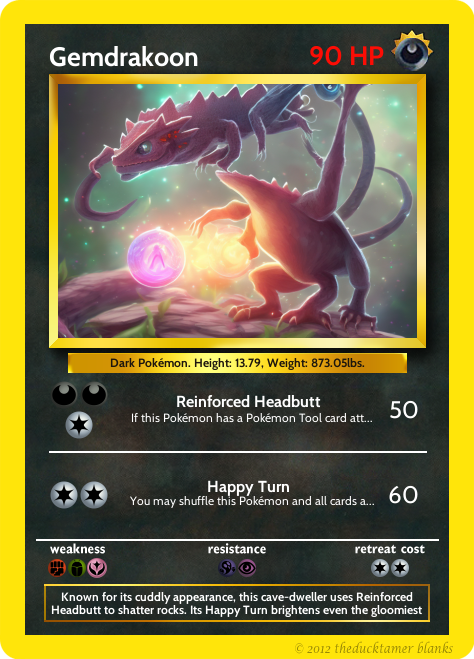 Gemdrakoon
90 HP
Dark Pokémon. Height: 13.79, Weight: 873.05lbs.
Reinforced Headbutt
If this Pokémon has a Pokémon Tool card att...
50
Happy Turn
You may shuffle this Pokémon and all cards a...
60
weakness
resistance
retreat cost
Known for its cuddly appearance, this cave-dweller uses Reinforced
Headbutt to shatter rocks. Its Happy Turn brightens even the gloomiest
© 2012 theducktamer blanks